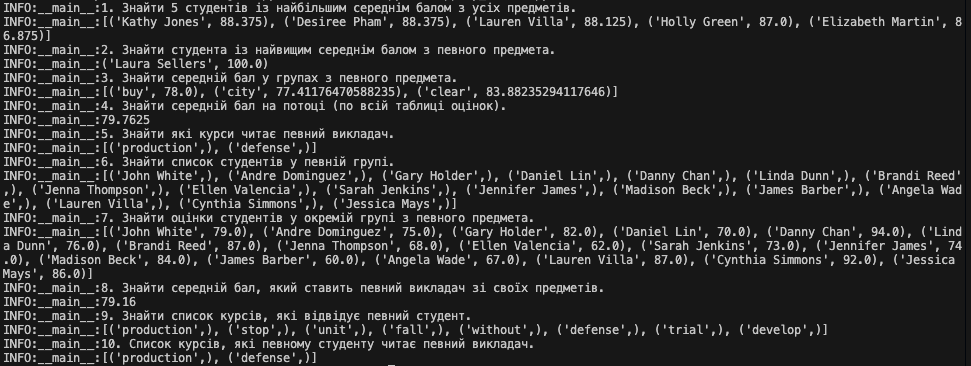 INFO:__main__:1. Знайти 5 студентів із найбільшим середнім балом з усіх предметів.
INFO:__main__:[('Kathy Jones', 88.375), ('Desiree Pham', 88.375), ('Lauren Villa', 88.125), ('Holly Green', 87.0), ('Elizabeth Martin', 8
6.875)]
INFO:__main__:2. Знайти студента із найвищим середнім балом з певного предмета.
INFO:__main__:('Laura Sellers', 100.0)
INFO:__main__:3. Знайти середній бал у групах з певного предмета.
INFO:__main__:[('buy', 78.0), ('city', 77.41176470588235), ('clear', 83.88235294117646)]
INFO:__main__:4. Знайти середній бал на потоці (по всій таблиці оцінок).
INFO:__main__:79.7625
INFO:__main__:5. Знайти які курси читає певний викладач.
INFO:__main__:[('production',), ('defense',)]
INFO:__main__:6. Знайти список студентів у певній групі.
INFO:__main__:[('John White',), ('Andre Dominguez',), ('Gary Holder',), ('Daniel Lin',), ('Danny Chan',), ('Linda Dunn',), ('Brandi Reed'
,), ('Jenna Thompson',), ('Ellen Valencia',), ('Sarah Jenkins',), ('Jennifer James',), ('Madison Beck',), ('James Barber',), ('Angela Wad
e',), ('Lauren Villa',), ('Cynthia Simmons',), ('Jessica Mays',)]
INFO:__main__:7. Знайти оцінки студентів у окремій групі з певного предмета.
INFO:__main__:[('John White', 79.0), ('Andre Dominguez', 75.0), ('Gary Holder', 82.0), ('Daniel Lin', 70.0), ('Danny Chan', 94.0), ('Lind
a Dunn', 76.0), ('Brandi Reed', 87.0), ('Jenna Thompson', 68.0), ('Ellen Valencia', 62.0), ('Sarah Jenkins', 73.0), ('Jennifer James', 74
.0), ('Madison Beck', 84.0), ('James Barber', 60.0), ('Angela Wade', 67.0), ('Lauren Villa', 87.0), ('Cynthia Simmons', 92.0), ('Jessica
Mays', 86.0)]
INFO:__main__:8. Знайти середній бал, який ставить певний викладач зі своїх предметів.
INFO:__main__:79.16
INFO:__main__:9. Знайти список курсів, які відвідує певний студент.
INFO:__main__:[('production',), ('stop',), ('unit',), ('fall',), ('without',), ('defense',), ('trial',), ('develop',)]
INFO:__main__:10. Список курсів, які певному студенту читає певний викладач.
INFO:__main__:[('production',), ('defense',)]